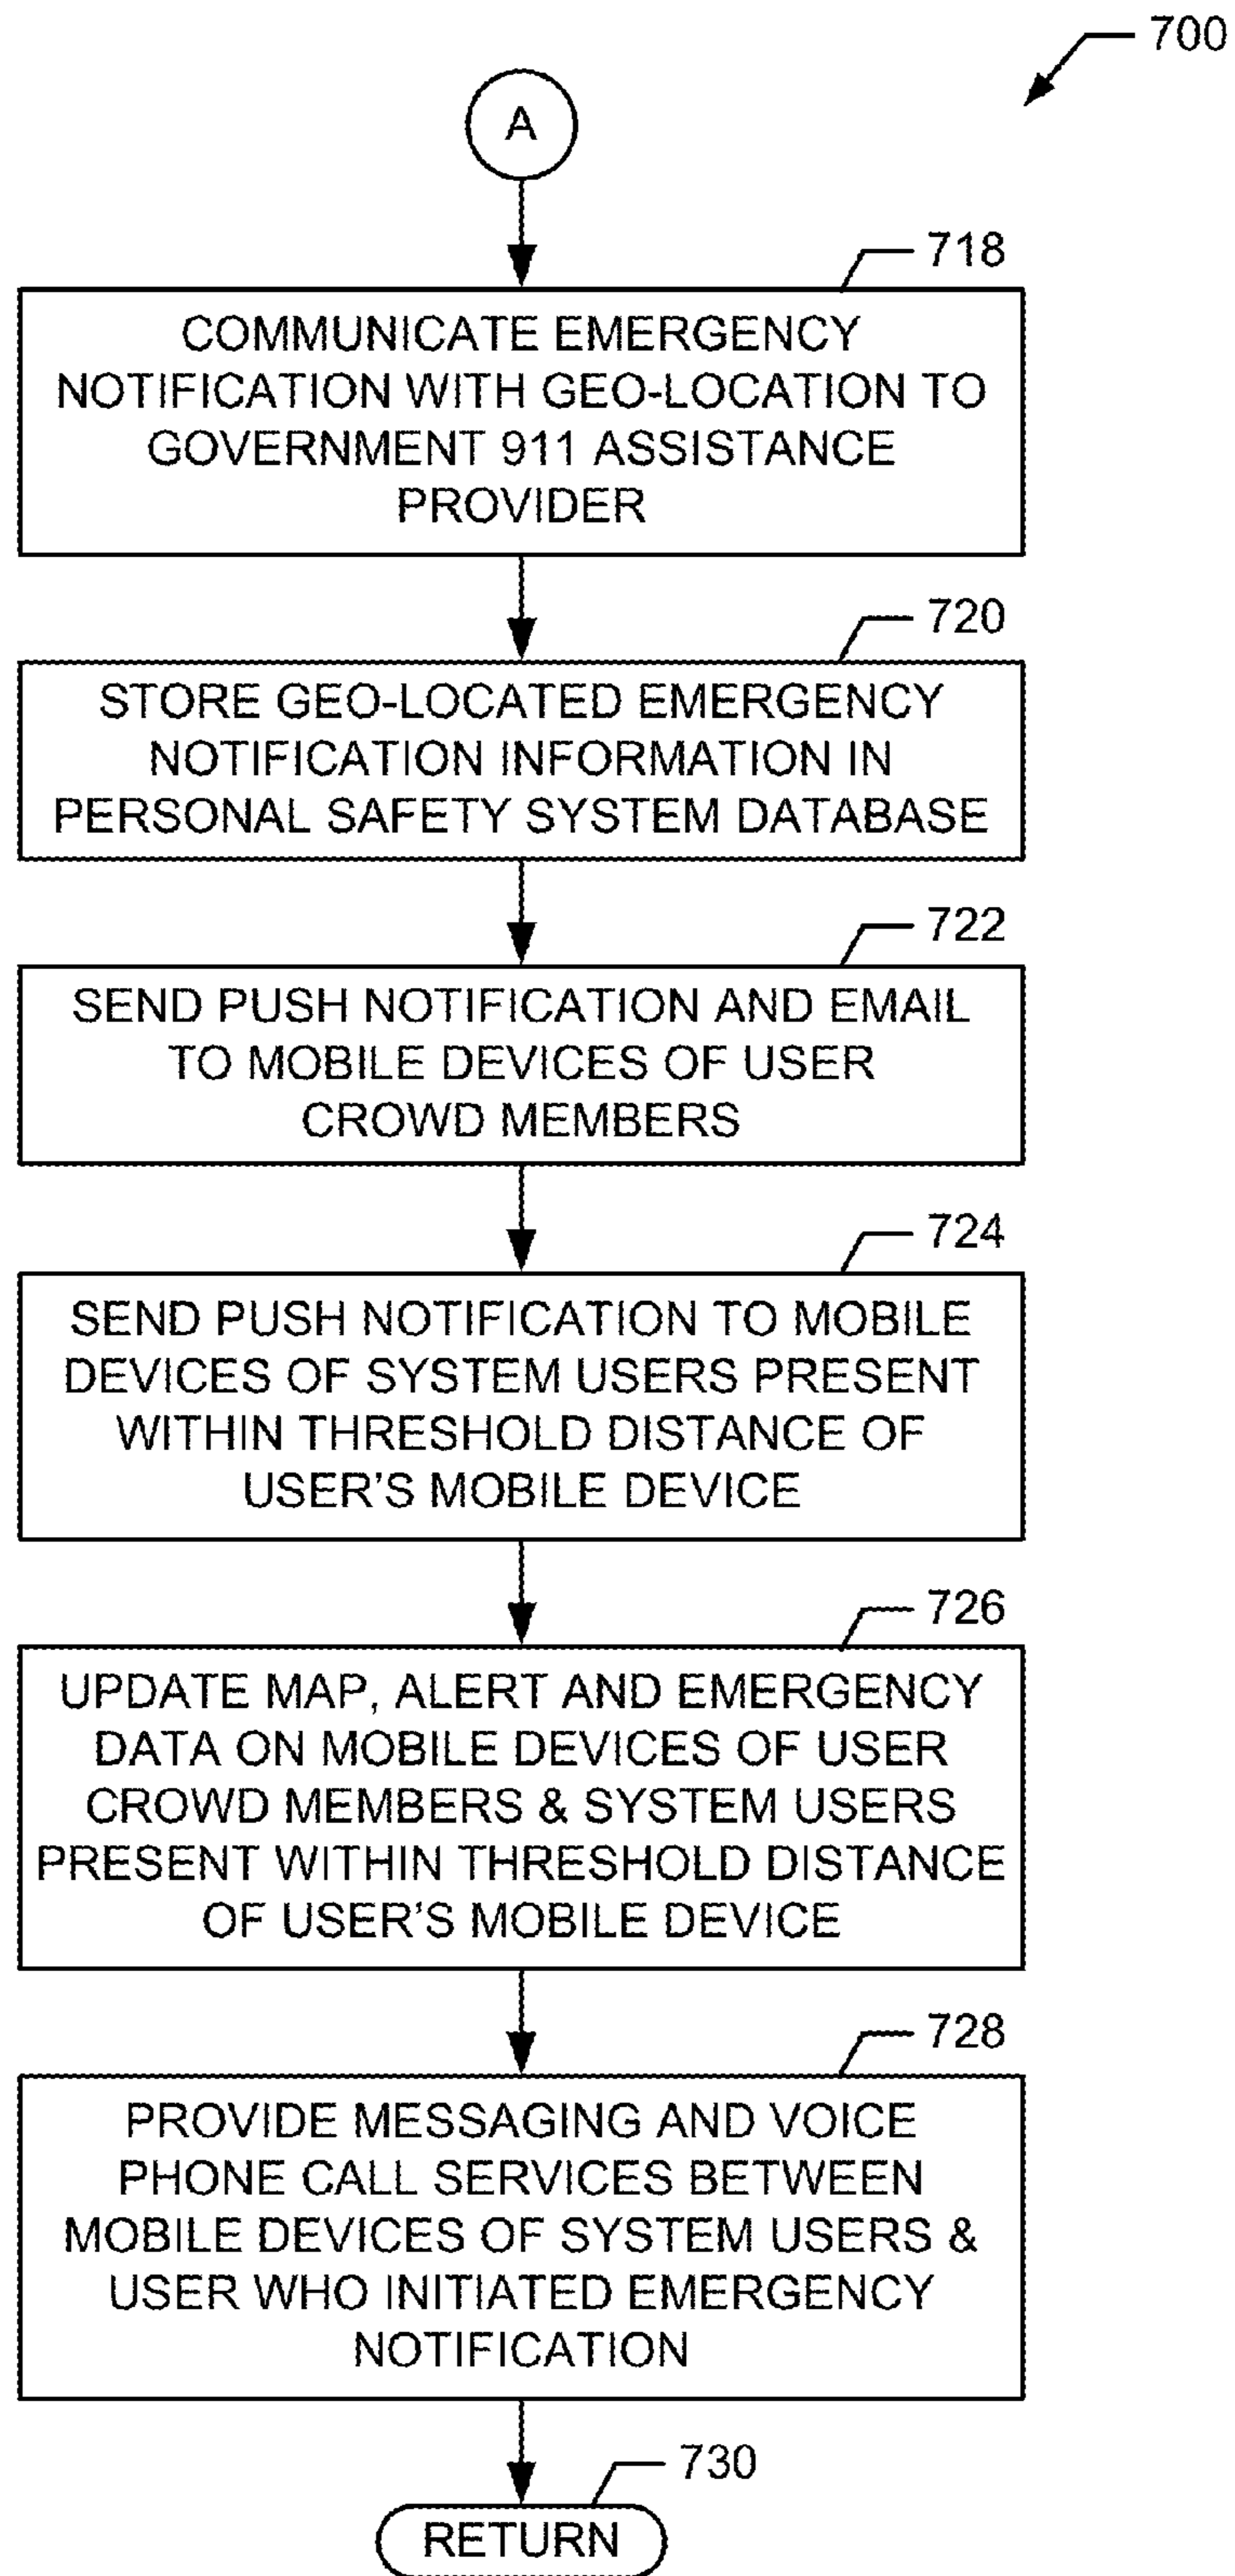 700
A
718
COMMUNICATE EMERGENCY
NOTIFICATION WITH GEO-LOCATION TO
GOVERNMENT 911 ASSISTANCE
PROVIDER
720
STORE GEO-LOCATED EMERGENCY
NOTIFICATION INFORMATION IN
PERSONAL SAFETY SYSTEM DATABASE
722
SEND PUSH NOTIFICATION AND EMAIL
TO MOBILE DEVICES OF USER
CROWD MEMBERS
724
SEND PUSH NOTIFICATION TO MOBILE
DEVICES OF SYSTEM USERS PRESENT
WITHIN THRESHOLD DISTANCE OF
USER'S MOBILE DEVICE
726
UPDATE MAP, ALERT AND EMERGENCY
DATA ON MOBILE DEVICES OF USER
CROWD MEMBERS & SYSTEM USERS
PRESENT WITHIN THRESHOLD DISTANCE
OF USER'S MOBILE DEVICE
728
PROVIDE MESSAGING AND VOICE
PHONE CALL SERVICES BETWEEN
MOBILE DEVICES OF SYSTEM USERS &
USER WHO INITIATED EMERGENCY
NOTIFICATION
730
RETURN